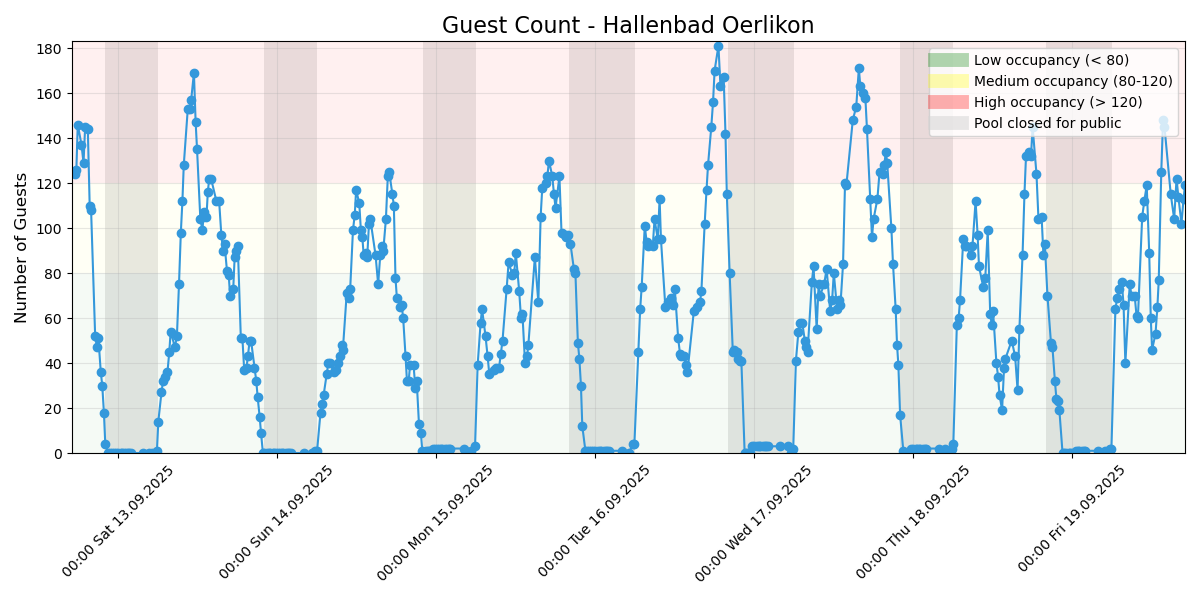 Guest Count - Hallenbad Oerlikon
Number of Guests
180
160
140
120
100
80
60
40
20
0
Low occupancy (< 80)
Medium occupancy (80-120)
High occupancy (> 120)
Pool closed for public
00:00 Sat 13.09.2025
00:00 Sun 14.09.2025
00:00 Mon 15.09.2025
00:00 Tue 16.09.2025
00:00 Wed 17.09.2025
00:00 Thu 18.09.2025
00:00 Fri 19.09.2025